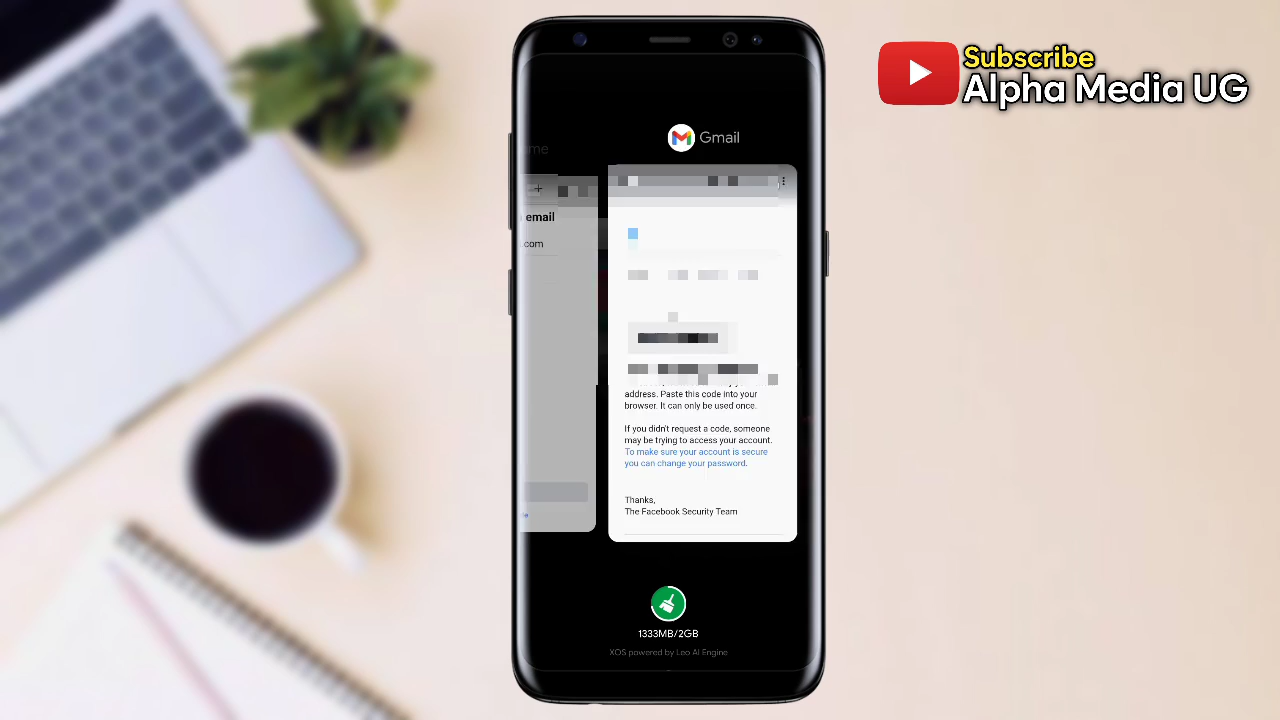 Subscribe
Alpha Media UG
Gmail
email
.com
address. Paste this code into your
browser. It can only be used once.
If you didn't request a code, someone
may be trying to access your account.
To make sure your account is secure
you can change your password.
Thanks,
The Facebook Security Team
1333MB/2GB
XOS powered by Leo AI Engine